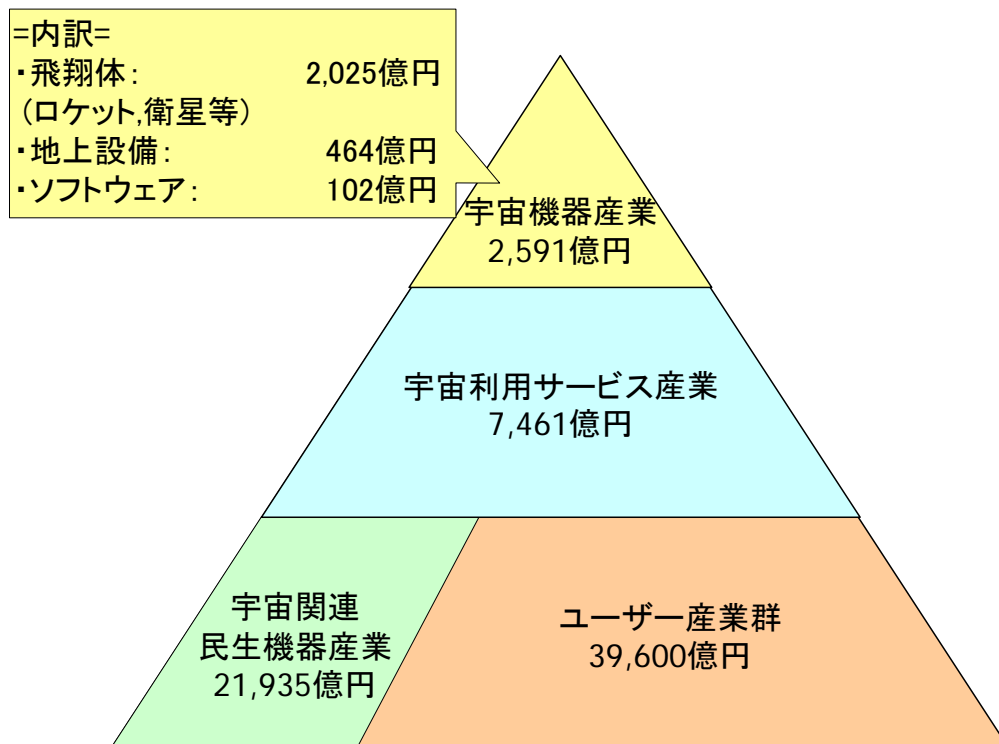 =内訳=
・飛翔体： 2,025億円
(ロケット,衛星等)
・地上設備： 464億円
・ソフトウェア： 102億円
宇宙機器産業
2,591億円
宇宙利用サービス産業
7,461億円
宇宙関連
民生機器産業
21,935億円
ユーザー産業群
39,600億円